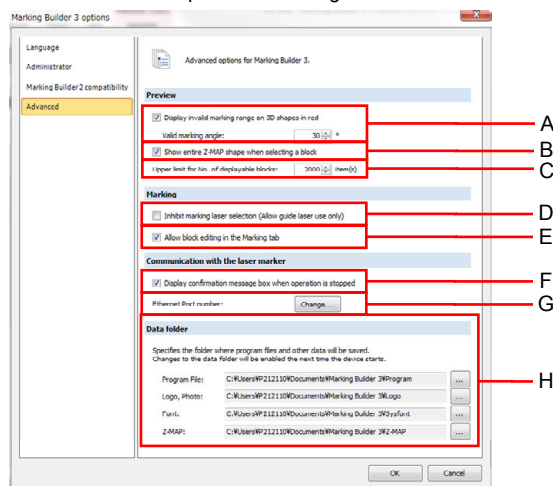 Marking Builder 3 options
Language
Administrator
Marking Builder 2 compatibility
Advanced
Advanced options for Marking Builder 3.
Preview
Display invalid marking range on 3D shapes in red
Valid marking angle: 30 °
A
Show entire Z-MAP shape when selecting a block
B
Upper limit for No. of displayable blocks: 2000 item(s)
C
Marking
Inhibit marking laser selection (Allow guide laser use only)
D
Allow block editing in the Marking tab
E
Communication with the laser marker
Display confirmation message box when operation is stopped
F
Ethernet Port number: Change...
G
Data folder
Specifies the folder where program files and other data will be saved.
Changes to the data folder will be enabled the next time the device starts.
Program File: C:¥Users¥P212110¥Documents¥Marking Builder 3¥Program ...
H
Logo, Photo: C:¥Users¥P212110¥Documents¥Marking Builder 3¥Logo ...
Font: C:¥Users¥P212110¥Documents¥Marking Builder 3¥Sysfont ...
Z-MAP: C:¥Users¥P212110¥Documents¥Marking Builder 3¥Z-MAP ...
OK Cancel